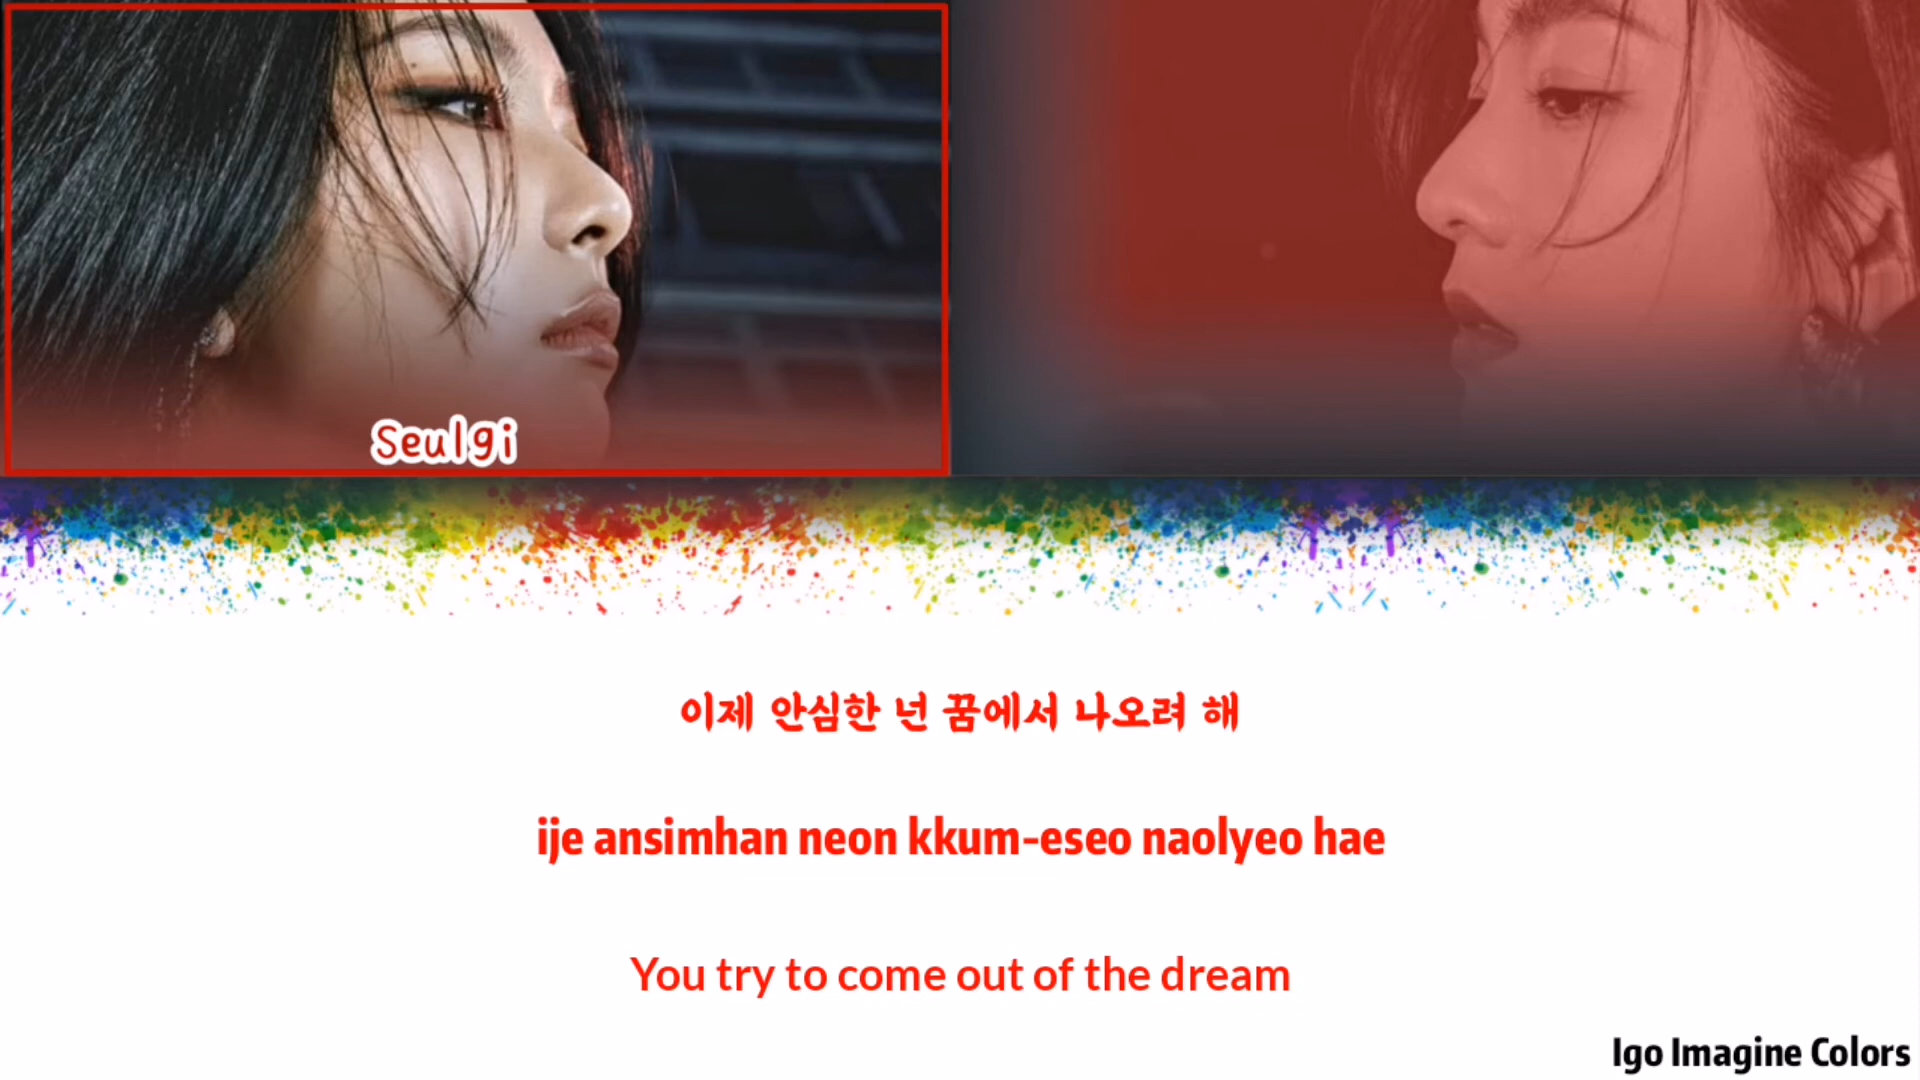 Seulgi
이제 안심한 넌 꿈에서 나오려 해
ije ansimhan neon kkum-eseo naolyeo hae
You try to come out of the dream
Igo Imagine Colors